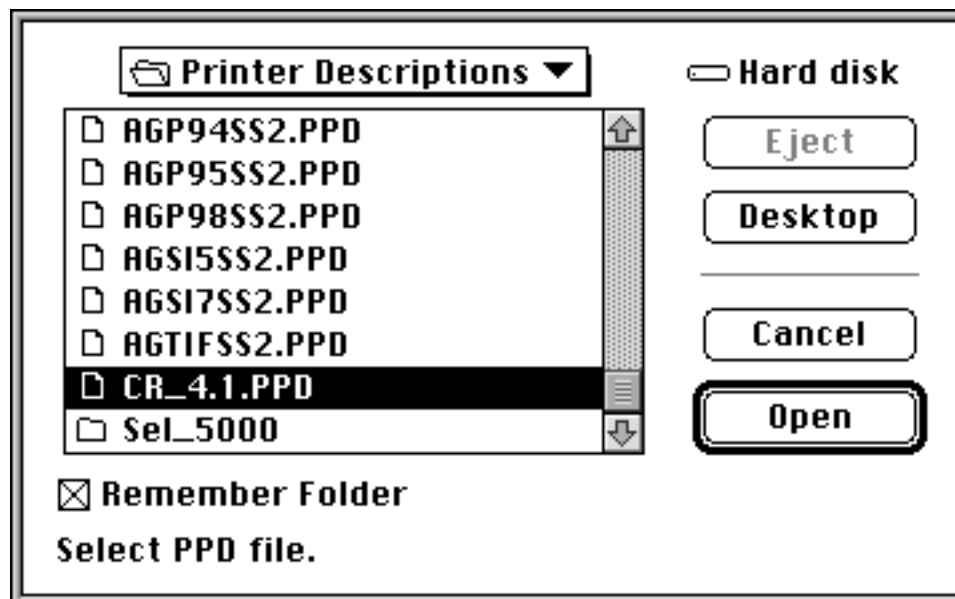 Printer Descriptions
Hard disk
AGP94SS2.PPD
AGP95SS2.PPD
AGP98SS2.PPD
AGSI5SS2.PPD
AGSI7SS2.PPD
AGTIFSS2.PPD
CR_4.1.PPD
Sel_5000
Eject
Desktop
Cancel
Open
Remember Folder
Select PPD file.